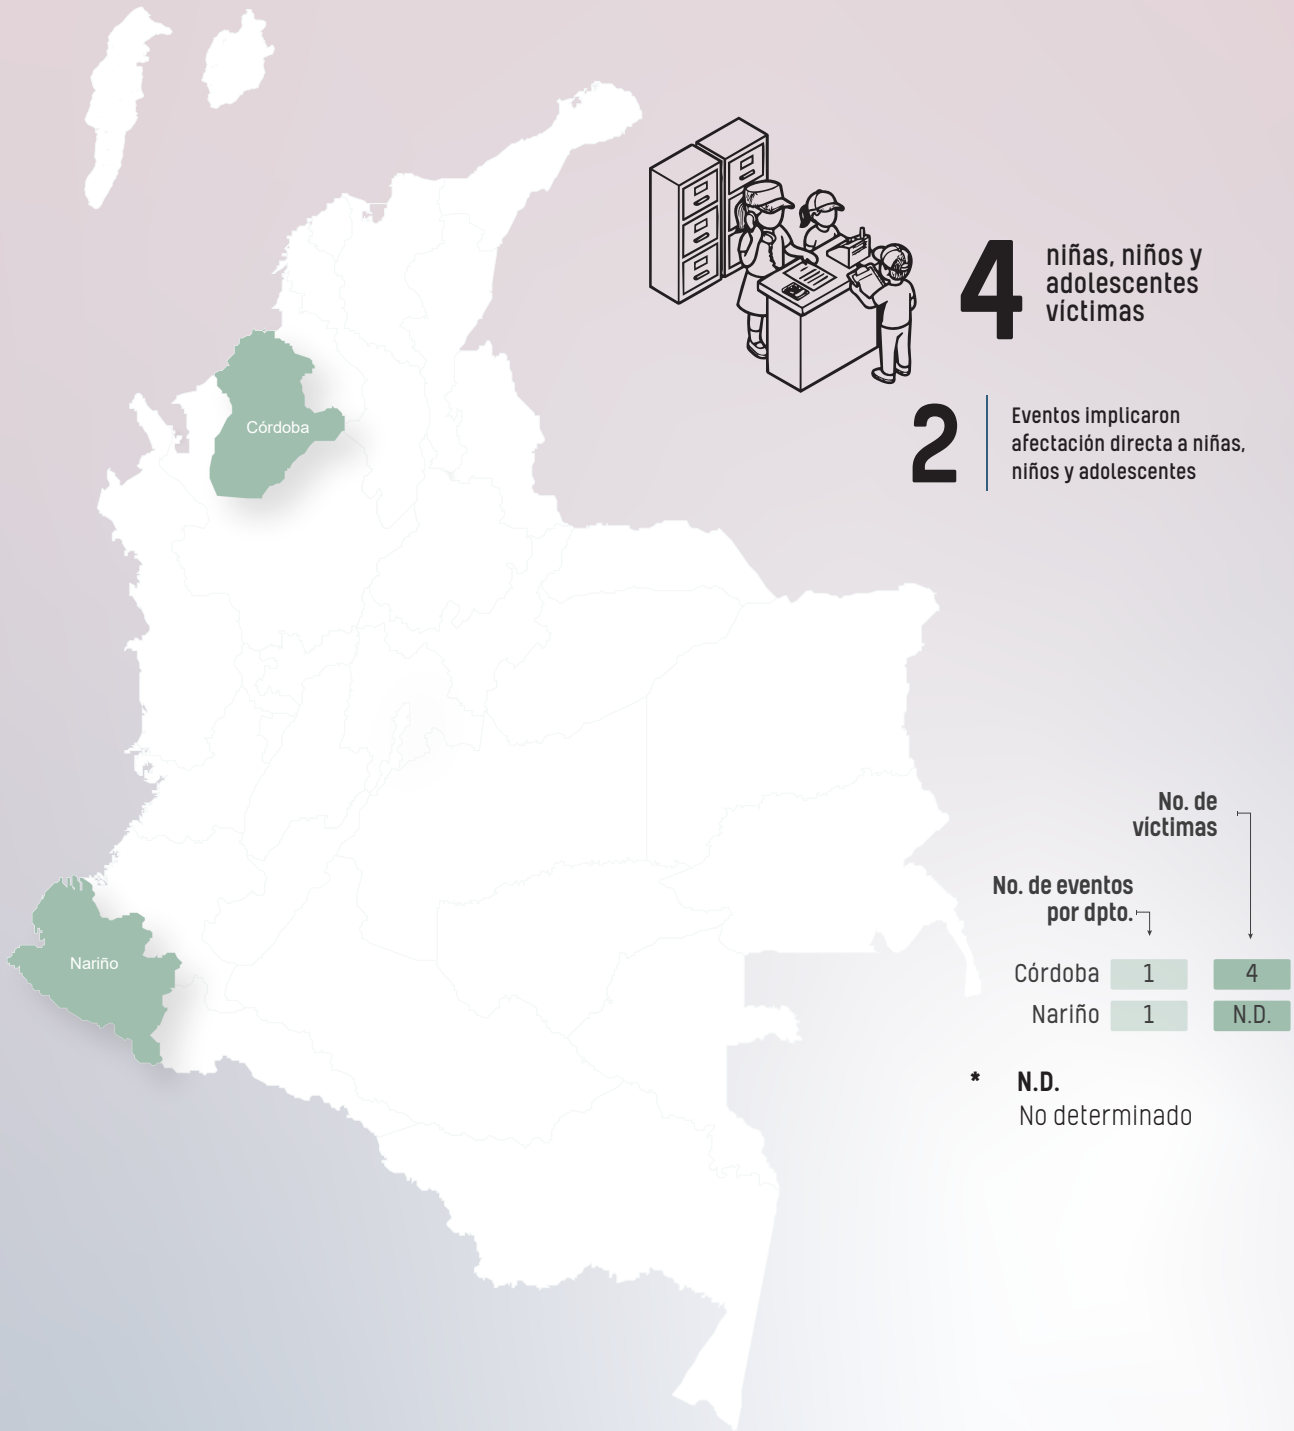 4
niñas, niños y
adolescentes
víctimas
2
Eventos implicaron
afectación directa a niñas,
niños y adolescentes
Córdoba
Nariño
No. de
víctimas
No. de eventos
por dpto.
Córdoba 1 4
Nariño 1 N.D.
* N.D.
No determinado